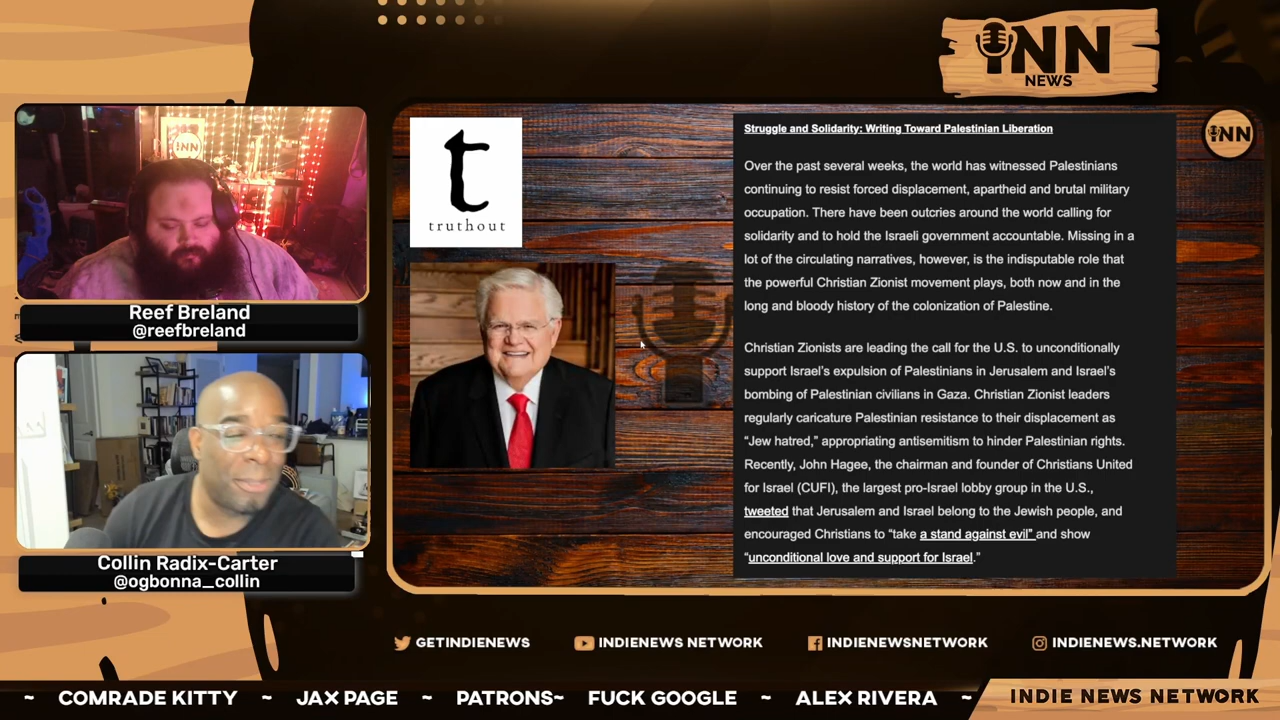 INN
NEWS
INN
truthout
Struggle and Solidarity: Writing Toward Palestinian Liberation
Over the past several weeks, the world has witnessed Palestinians
continuing to resist forced displacement, apartheid and brutal military
occupation. There have been outcries around the world calling for
solidarity and to hold the Israeli government accountable. Missing in a
lot of the circulating narratives, however, is the indisputable role that
the powerful Christian Zionist movement plays, both now and in the
long and bloody history of the colonization of Palestine.
Christian Zionists are leading the call for the U.S. to unconditionally
support Israel's expulsion of Palestinians in Jerusalem and Israel's
bombing of Palestinian civilians in Gaza. Christian Zionist leaders
regularly caricature Palestinian resistance to their displacement as
“Jew hatred,” appropriating antisemitism to hinder Palestinian rights.
Recently, John Hagee, the chairman and founder of Christians United
for Israel (CUFI), the largest pro-Israel lobby group in the U.S.,
tweeted that Jerusalem and Israel belong to the Jewish people, and
encouraged Christians to “take a stand against evil” and show
“unconditional love and support for Israel.”
INN
Reef Breland
@reefbreland
Collin Radix-Carter
@ogbonna_collin
GETINDIENEWS
INDIENEWS NETWORK
INDIENEWSNETWORK
INDIENEWS.NETWORK
~ COMRADE KITTY ~ JAX PAGE ~ PATRONS~ FUCK GOOGLE ~ ALEX RIVERA ~
INDIE NEWS NETWORK